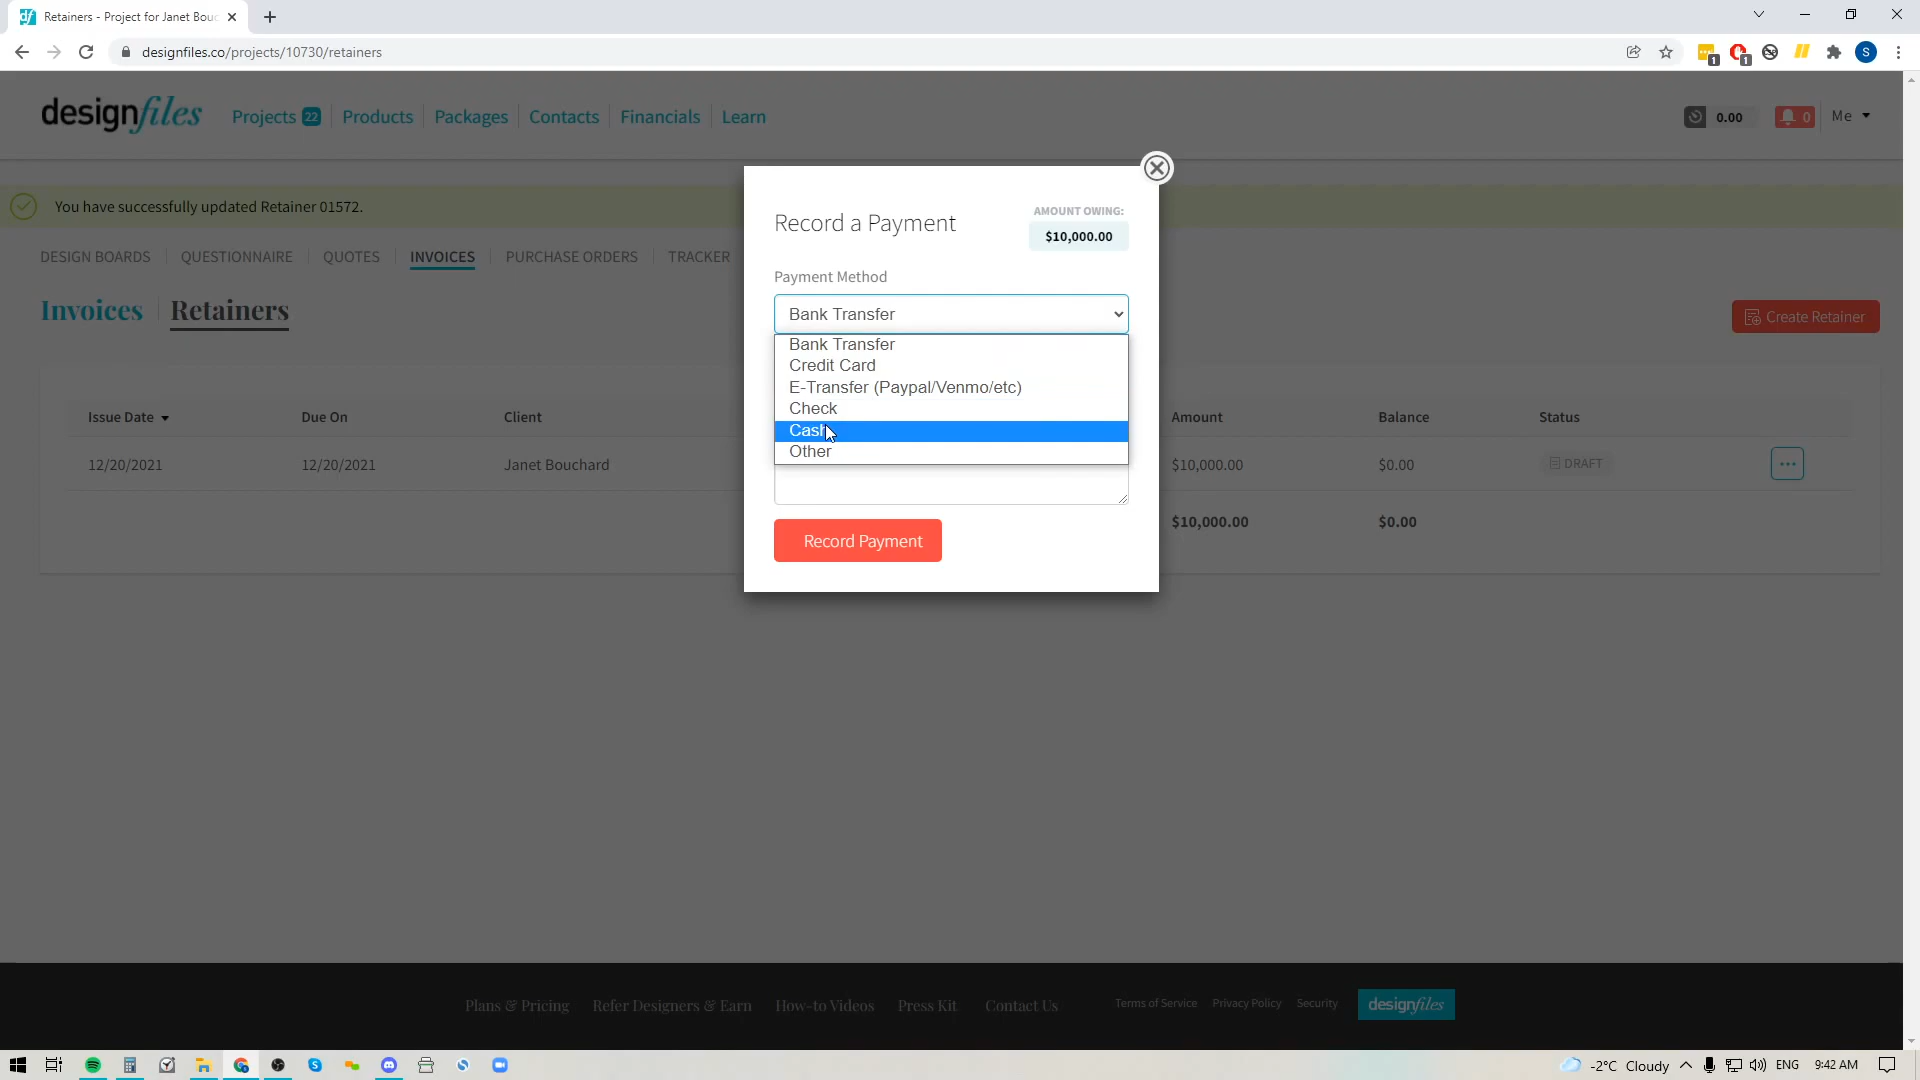 Retainers - Project for Janet Bouc
designfiles.co/projects/10730/retainers
1
1
S
designfiles
Projects 22
Products
Packages
Contacts
Financials
Learn
0.00
0
Me
You have successfully updated Retainer 01572.
DESIGN BOARDS
QUESTIONNAIRE
QUOTES
INVOICES
PURCHASE ORDERS
TRACKER
Invoices
Retainers
Create Retainer
Issue Date
Due On
Client
Amount
Balance
Status
12/20/2021
12/20/2021
Janet Bouchard
$10,000.00
$0.00
DRAFT
$10,000.00
$0.00
Record a Payment
AMOUNT OWING:
$10,000.00
Payment Method
Bank Transfer
Bank Transfer
Credit Card
E-Transfer (Paypal/Venmo/etc)
Check
Cash
Other
Record Payment
Plans & Pricing
Refer Designers & Earn
How-to Videos
Press Kit
Contact Us
Terms of Service
Privacy Policy
Security
designfiles
-2°C Cloudy
ENG
9:42 AM